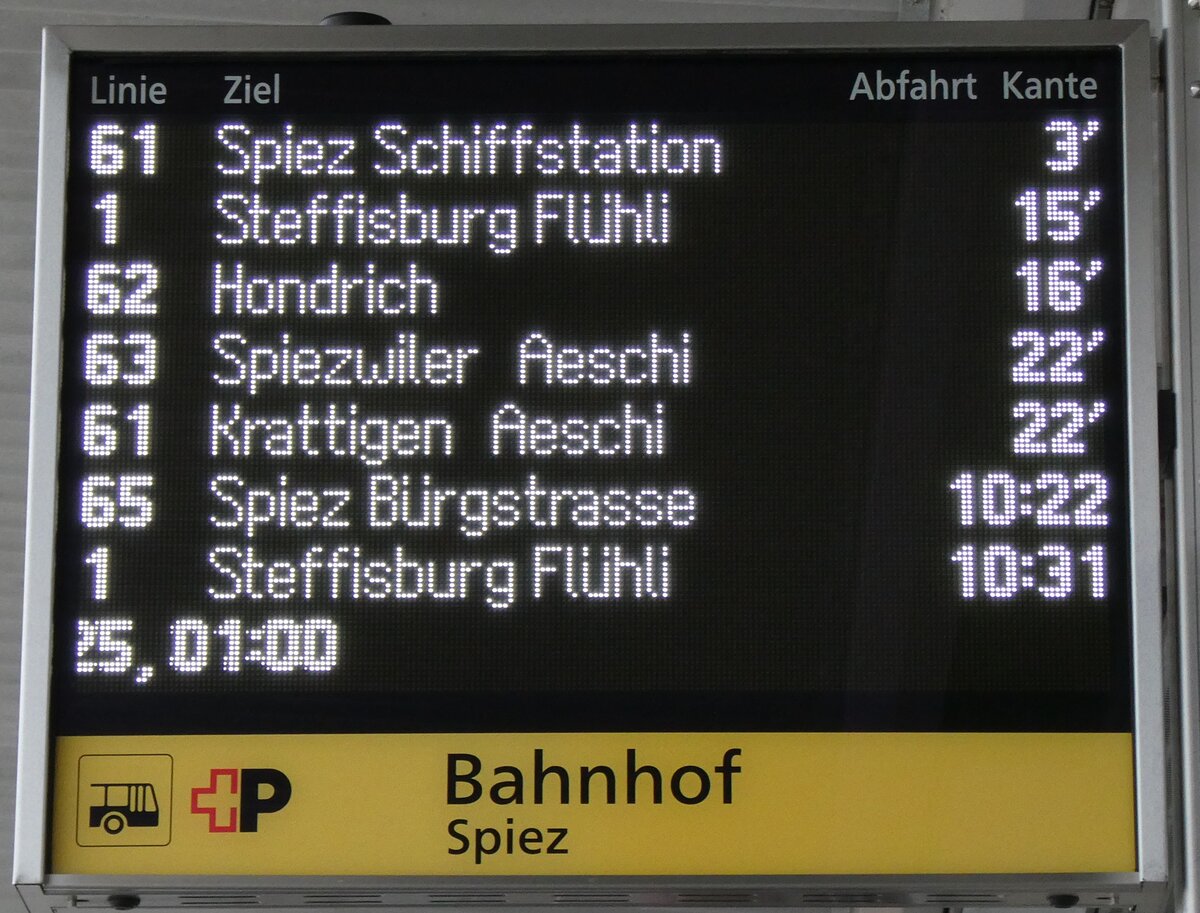 Linie Ziel Abfahrt Kante
61 Spiez Schiffstation 3'
1 Steffisburg Flühli 15'
62 Hondrich 16'
63 Spiezwiler Aeschi 22'
61 Krattigen Aeschi 22'
65 Spiez Bürgstrasse 10:22
1 Steffisburg Flühli 10:31
25, 01:00
P Bahnhof
Spiez